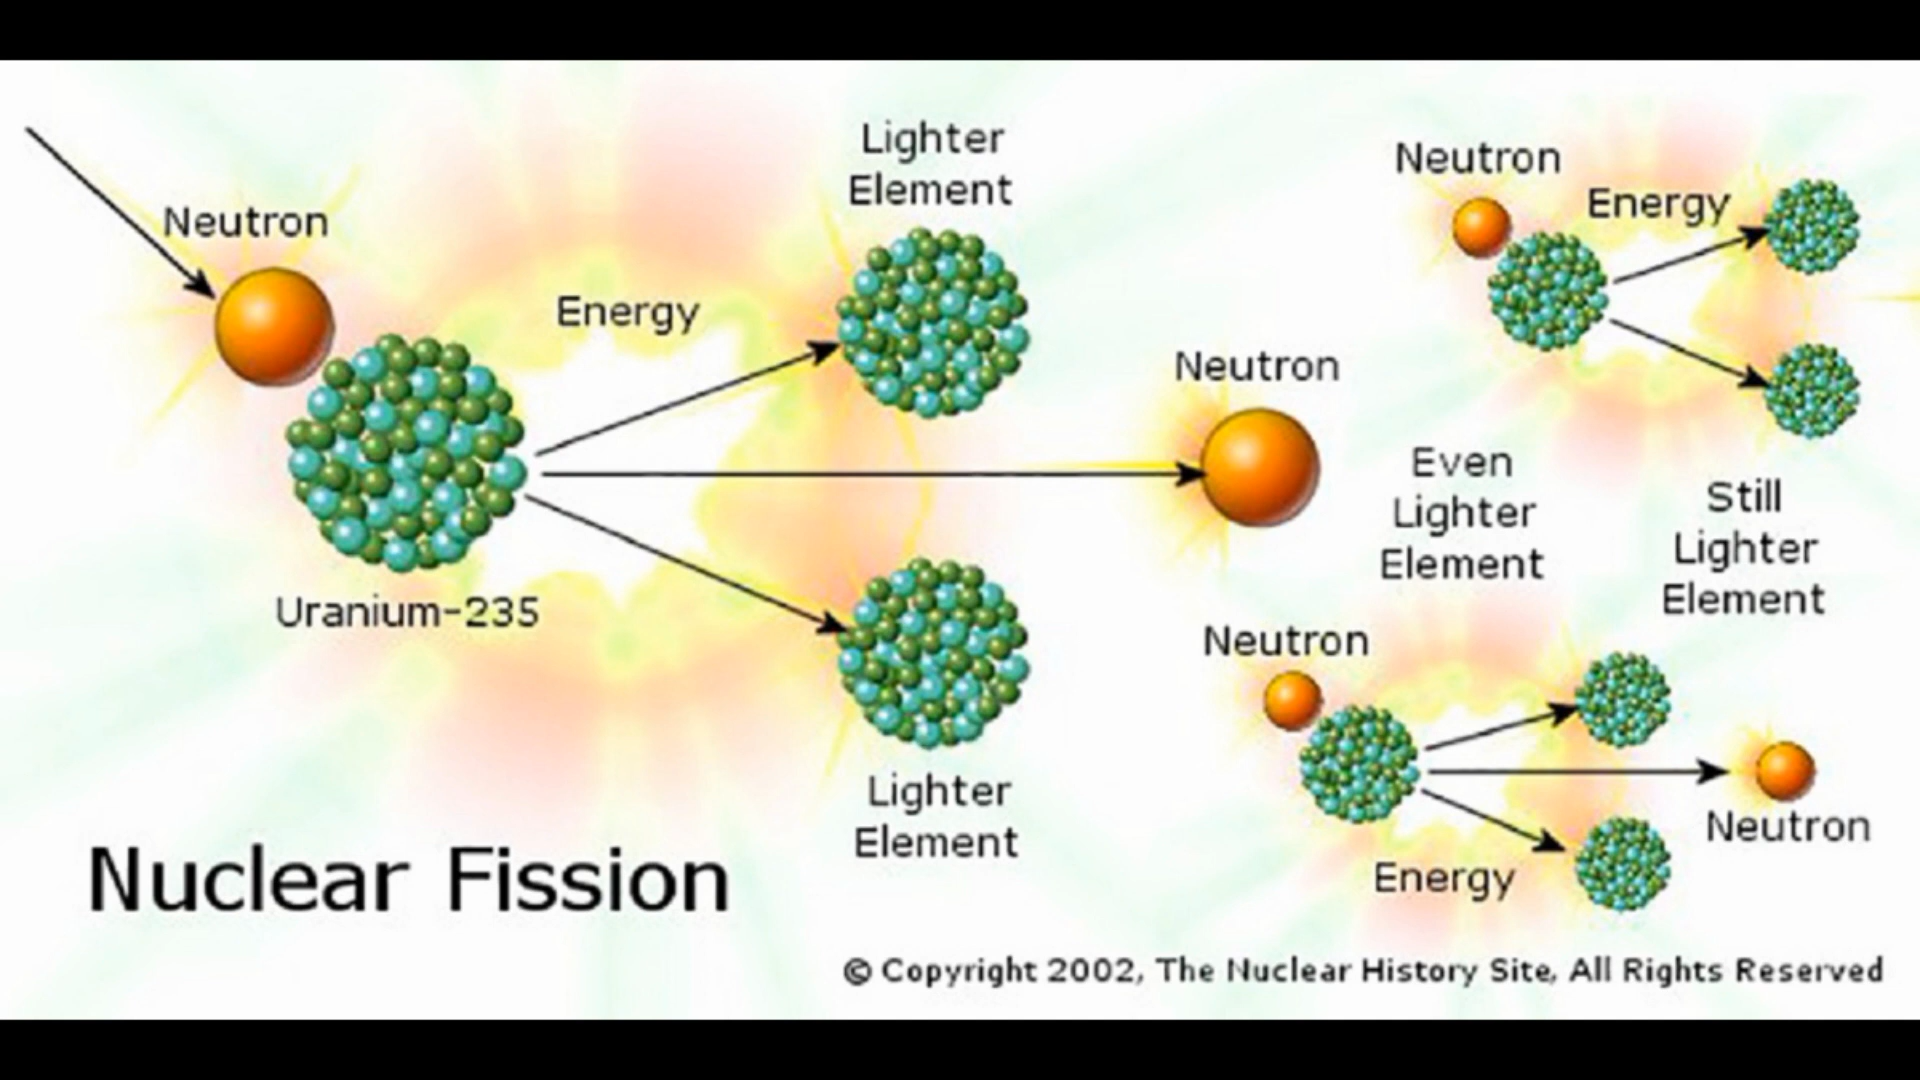 Neutron
Uranium-235
Energy
Lighter
Element
Neutron
Lighter
Element
Neutron
Energy
Even
Lighter
Element
Still
Lighter
Element
Neutron
Energy
Neutron
Nuclear Fission
© Copyright 2002, The Nuclear History Site, All Rights Reserved